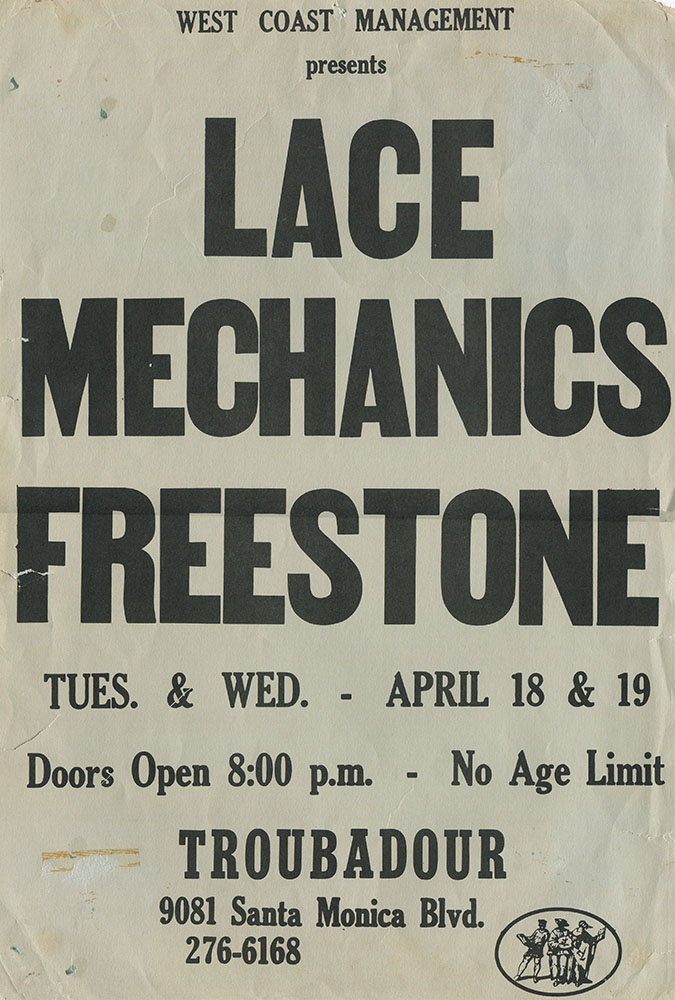 WEST COAST MANAGEMENT
presents
LACE
MECHANICS
FREESTONE
TUES. & WED. - APRIL 18 & 19
Doors Open 8:00 p.m. - No Age Limit
TROUBADOUR
9081 Santa Monica Blvd.
276-6168